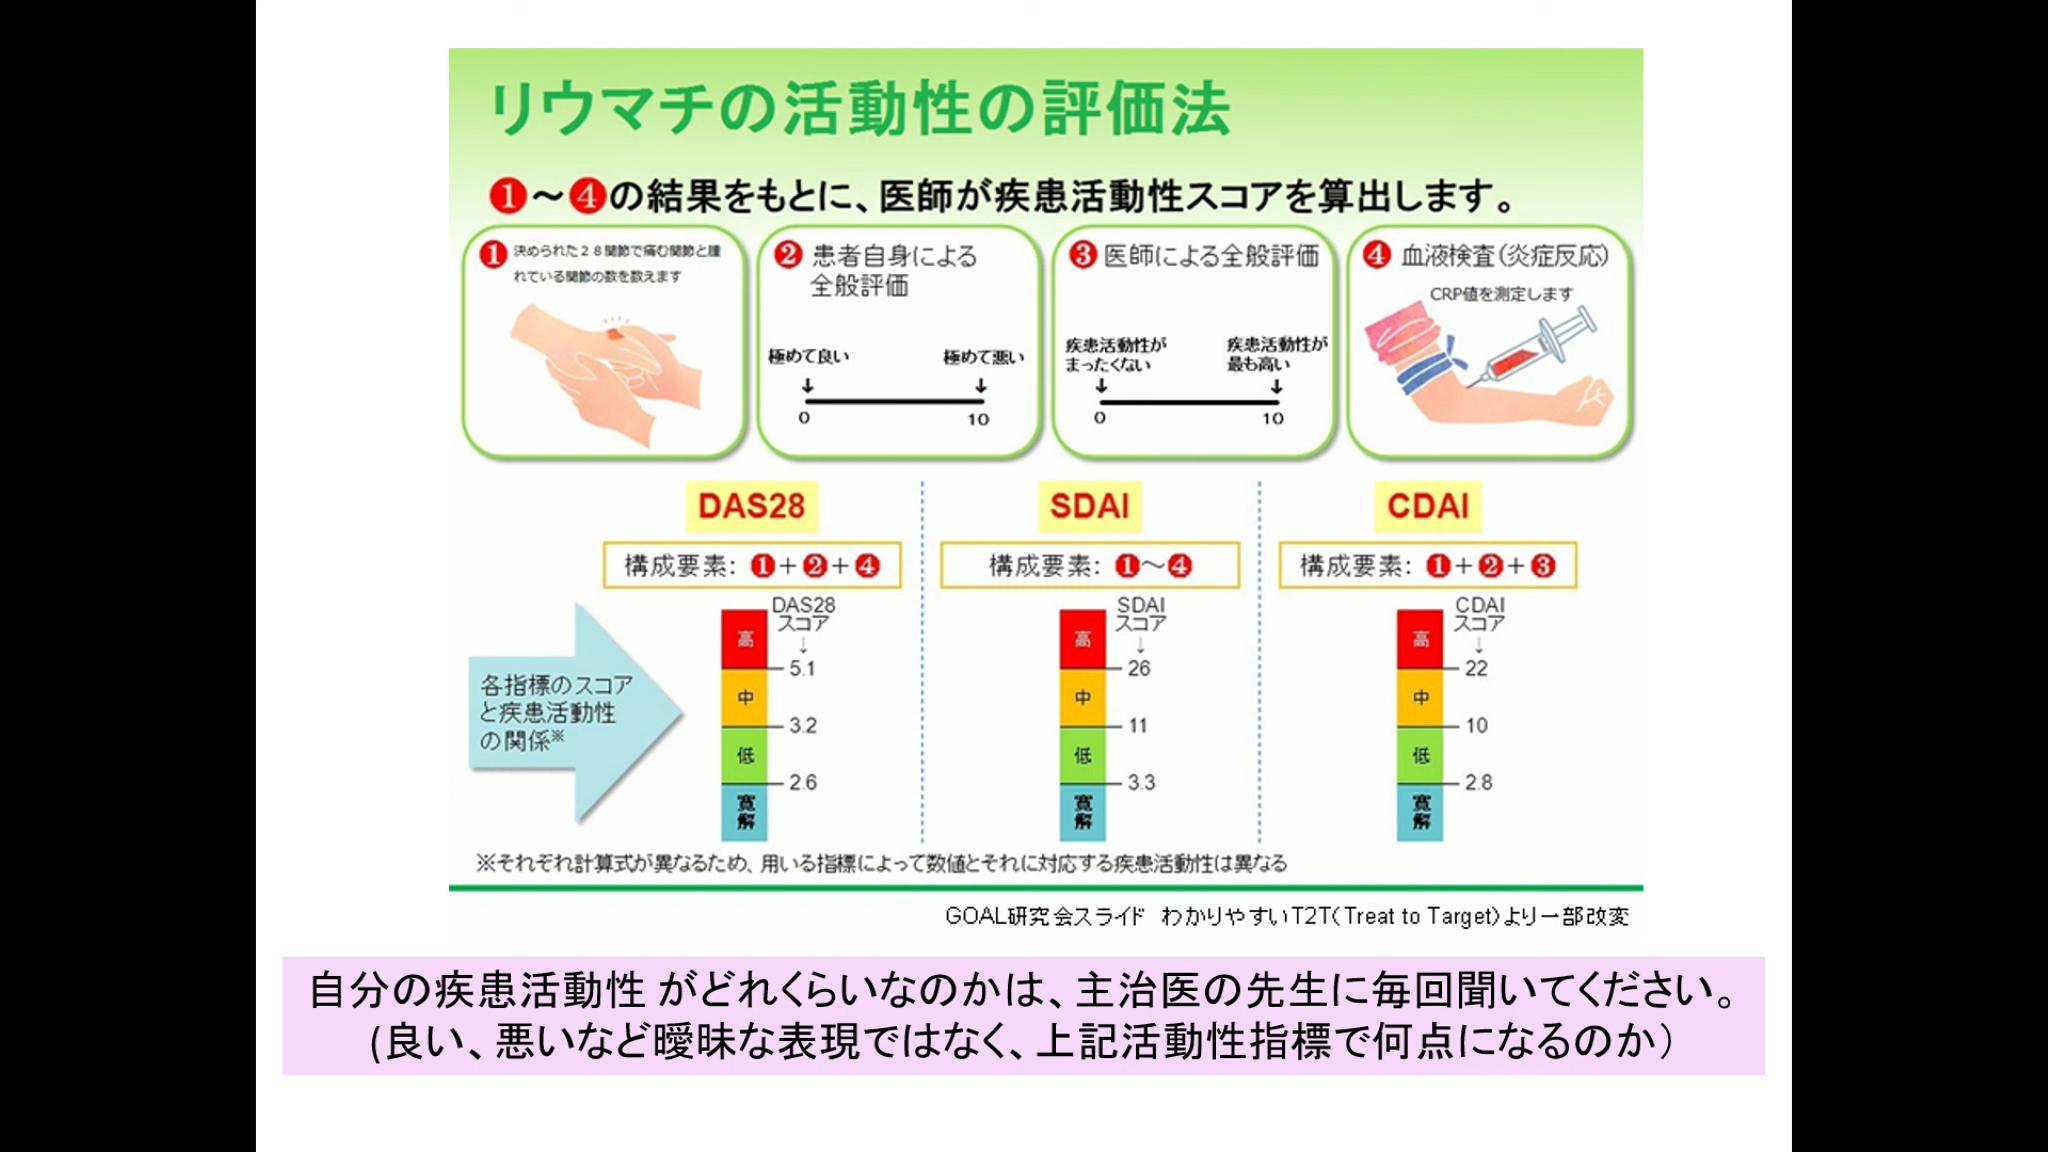 リウマチの活動性の評価法
❶～❹の結果をもとに、医師が疾患活動性スコアを算出します。
❶ 決められた２８関節で痛む関節と腫
れている関節の数を数えます
❷ 患者自身による
全般評価
極めて良い 極めて悪い
↓ ↓
0 10
❸ 医師による全般評価
疾患活動性が 疾患活動性が
まったくない 最も高い
↓ ↓
0 10
❹ 血液検査(炎症反応)
CRP値を測定します
DAS28
構成要素: ❶+❷+❹
DAS28
スコア
↓
高
5.1
中
3.2
低
2.6
寛
解
SDAI
構成要素: ❶～❹
SDAI
スコア
↓
高
26
中
11
低
3.3
寛
解
CDAI
構成要素: ❶+❷+❸
CDAI
スコア
↓
高
22
中
10
低
2.8
寛
解
各指標のスコア
と疾患活動性
の関係※
※それぞれ計算式が異なるため、用いる指標によって数値とそれに対応する疾患活動性は異なる
GOAL研究会スライド わかりやすいT2T(Treat to Target)より一部改変
自分の疾患活動性 がどれくらいなのかは、主治医の先生に毎回聞いてください。
(良い、悪いなど曖昧な表現ではなく、上記活動性指標で何点になるのか）